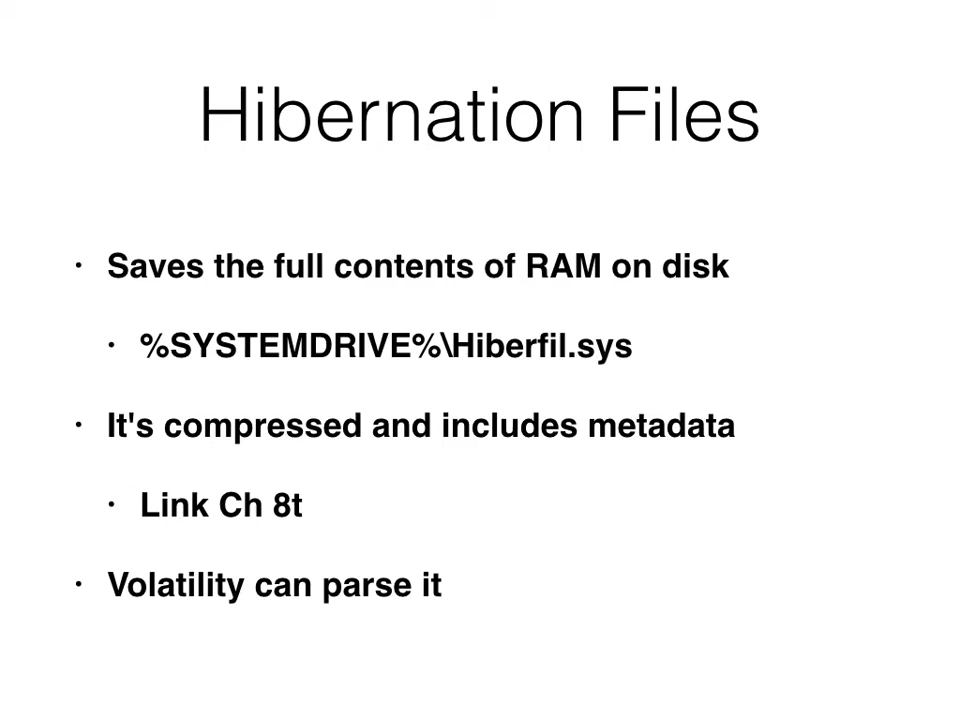 Hibernation Files
• Saves the full contents of RAM on disk
• %SYSTEMDRIVE%\Hiberfil.sys
• It's compressed and includes metadata
• Link Ch 8t
• Volatility can parse it